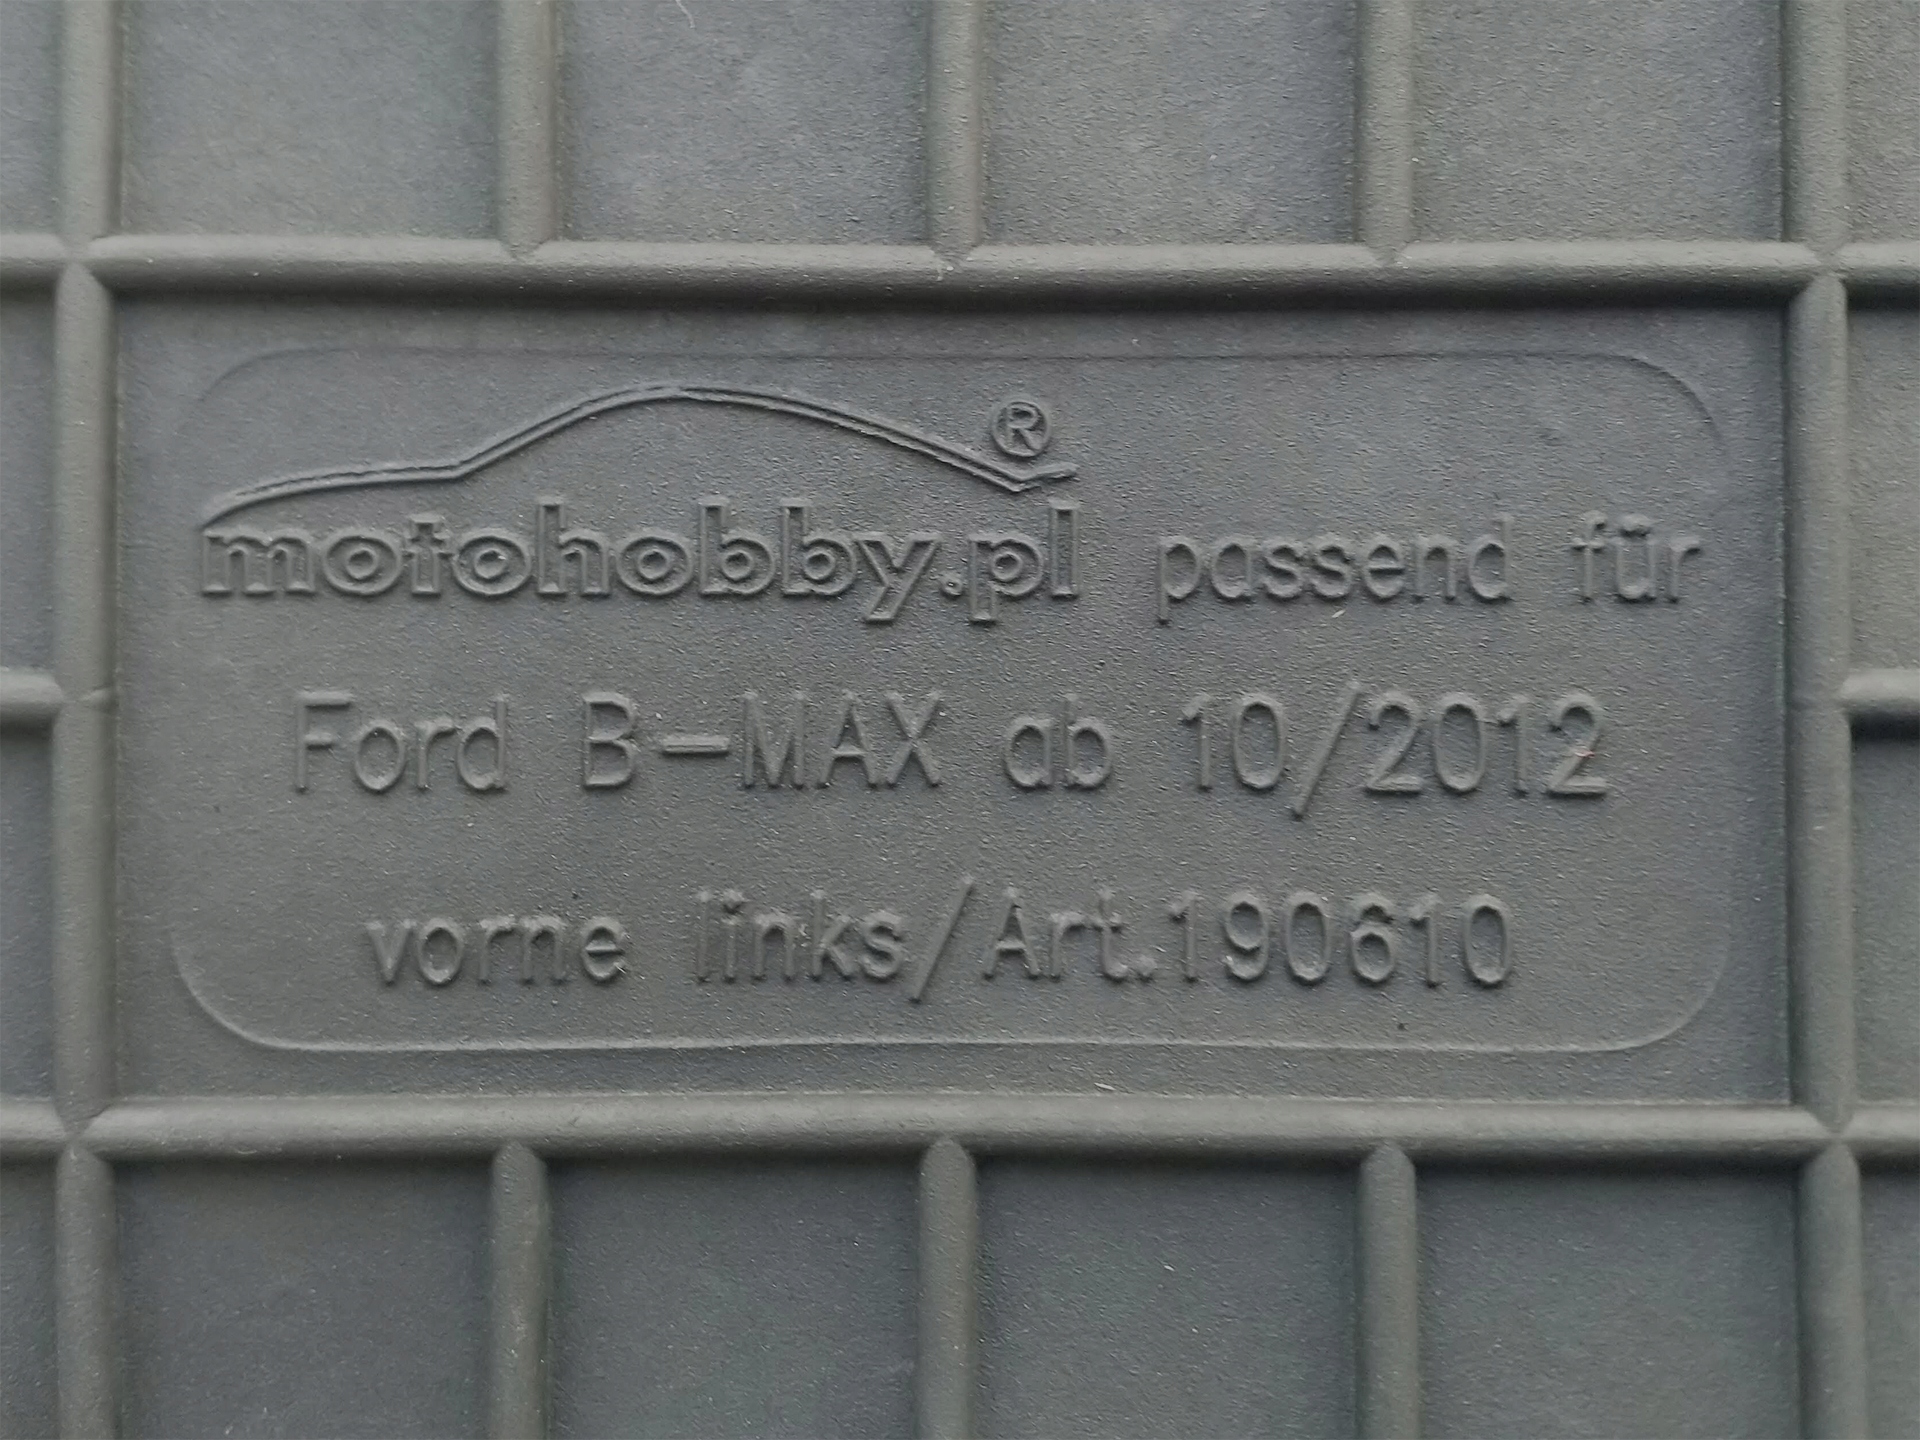 motohobby.pl® passend für
Ford B-MAX ab 10/2012
vorne links/Art.190610